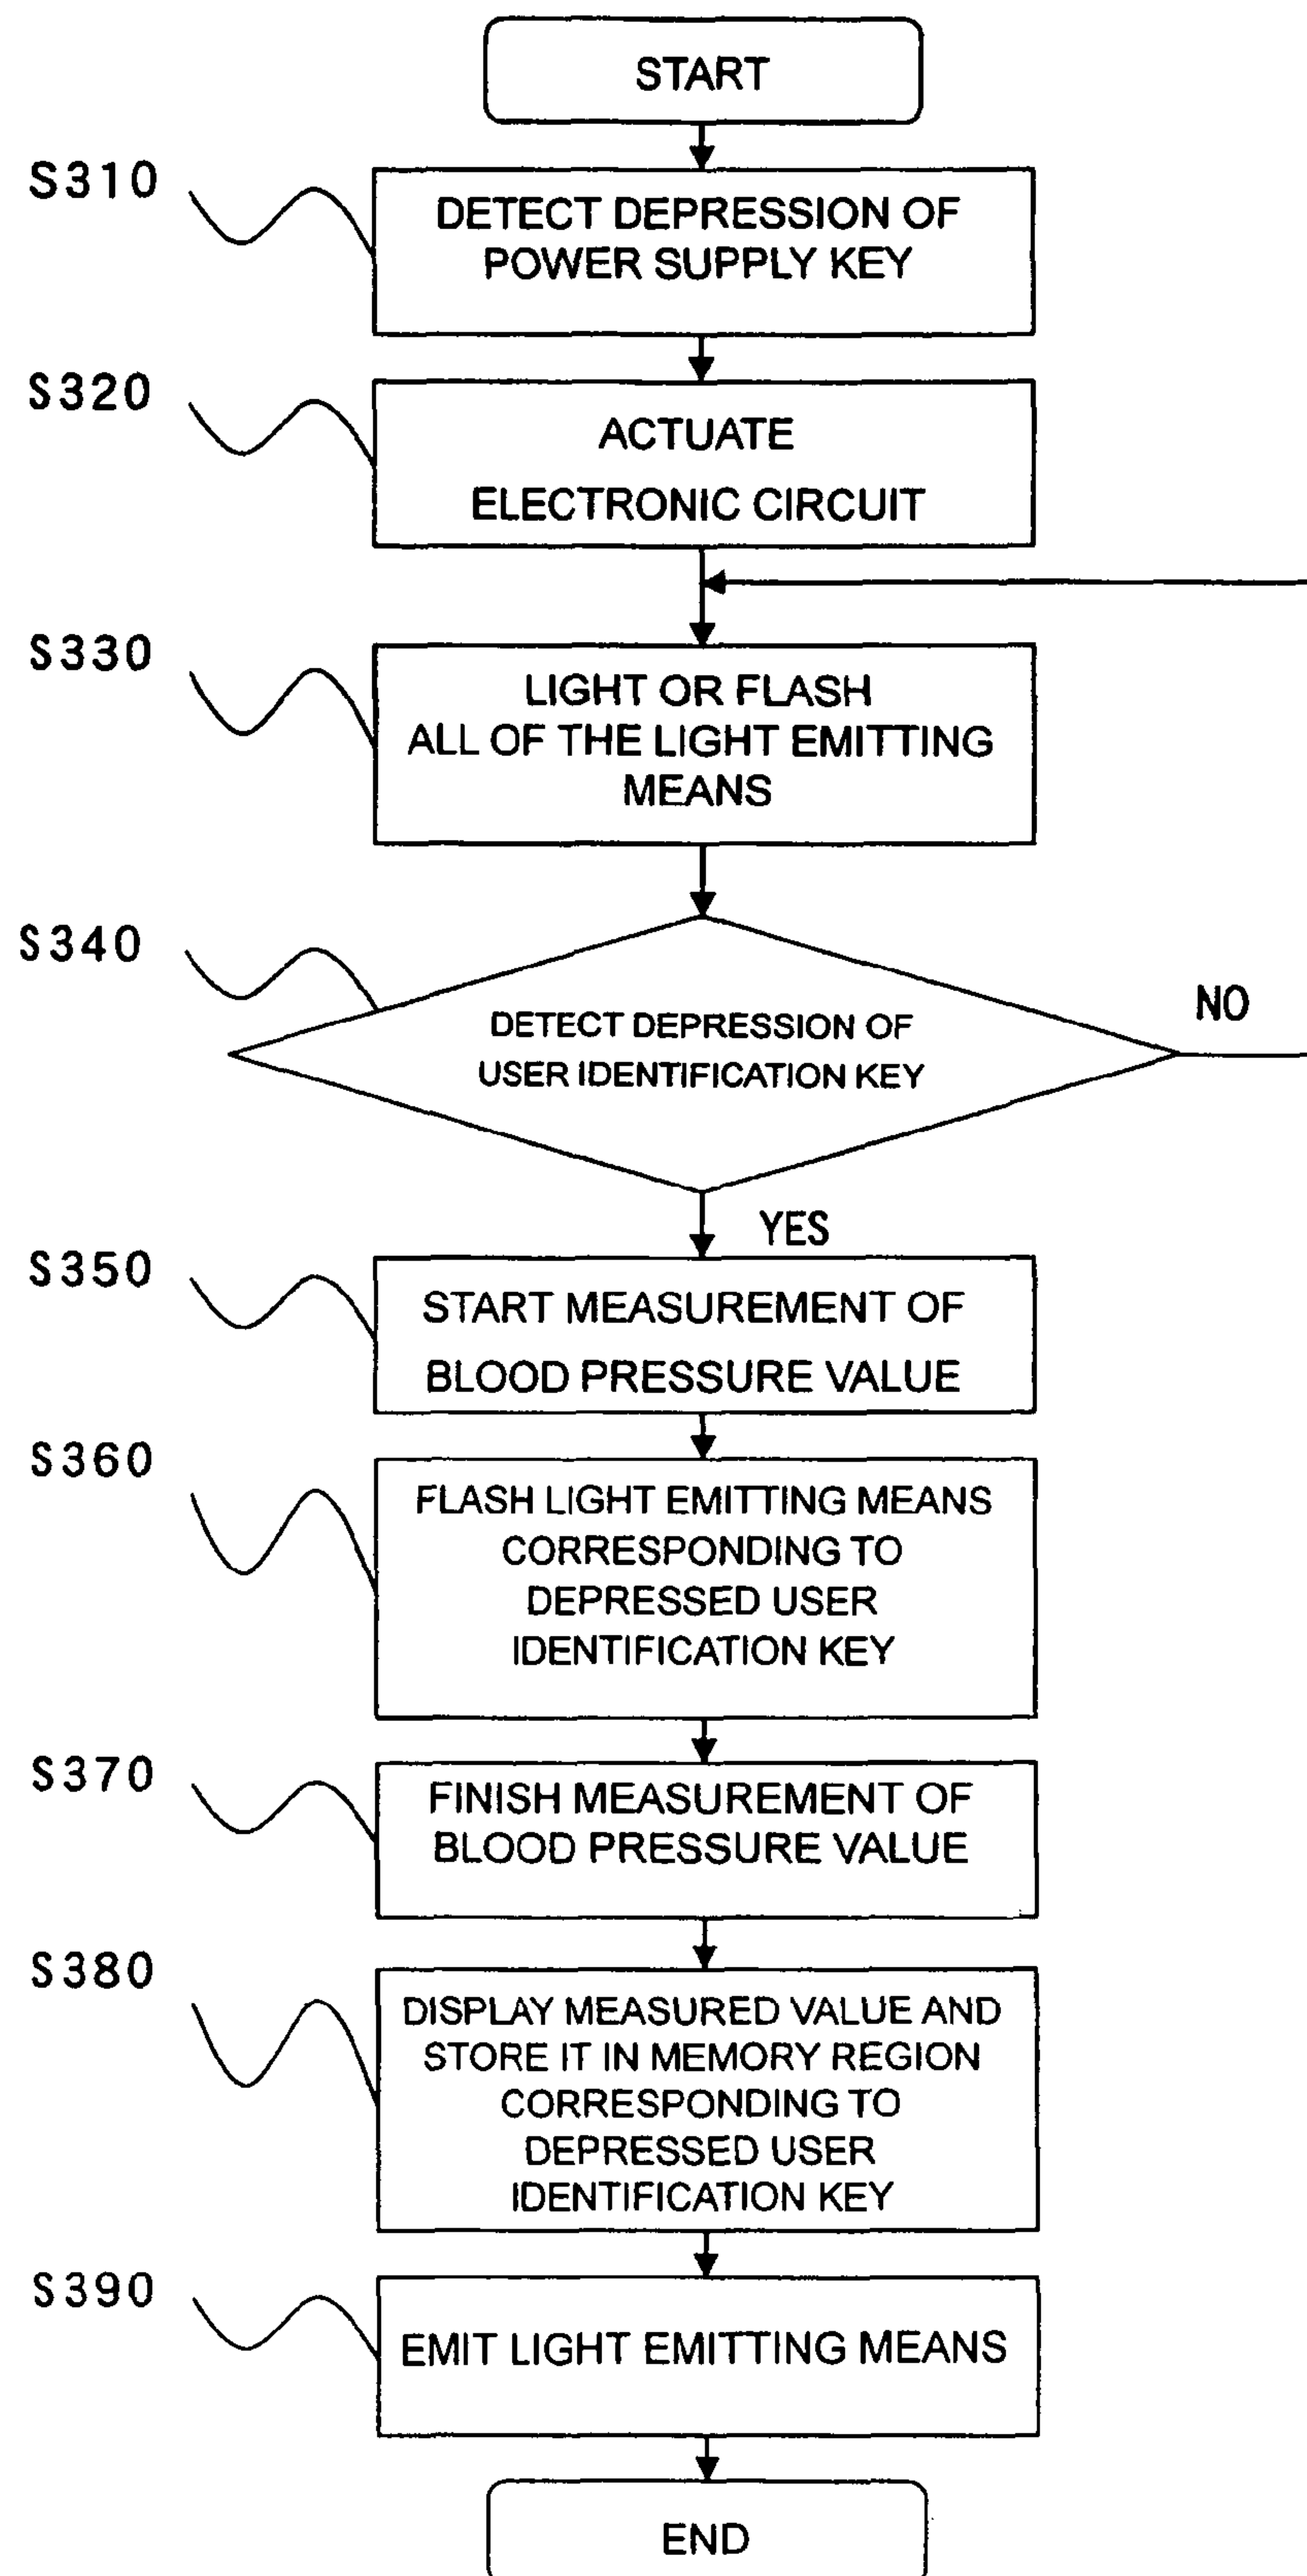 START
S310
DETECT DEPRESSION OF
POWER SUPPLY KEY
S320
ACTUATE
ELECTRONIC CIRCUIT
S330
LIGHT OR FLASH
ALL OF THE LIGHT EMITTING
MEANS
S340
DETECT DEPRESSION OF
USER IDENTIFICATION KEY
NO
YES
S350
START MEASUREMENT OF
BLOOD PRESSURE VALUE
S360
FLASH LIGHT EMITTING MEANS
CORRESPONDING TO
DEPRESSED USER
IDENTIFICATION KEY
S370
FINISH MEASUREMENT OF
BLOOD PRESSURE VALUE
S380
DISPLAY MEASURED VALUE AND
STORE IT IN MEMORY REGION
CORRESPONDING TO
DEPRESSED USER
IDENTIFICATION KEY
S390
EMIT LIGHT EMITTING MEANS
END